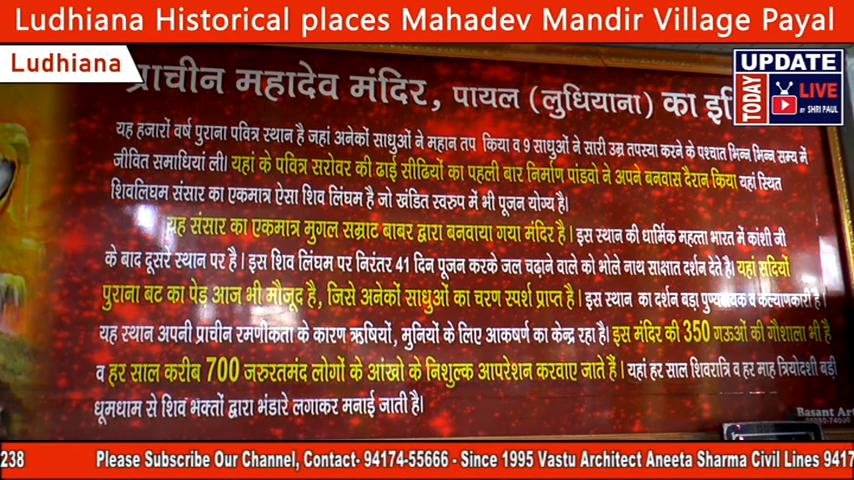 Ludhiana Historical places Mahadev Mandir Village Payal
Ludhiana
UPDATE
TODAY
LIVE
BY SHRI PAUL
प्राचीन महादेव मंदिर, पायल (लुधियाना) का
यह हजारों वर्ष पुराना पवित्र स्थान है जहां अनेकों साधुओं ने महान तप किया व 9 साधुओं ने सारी उम्र तपस्या करने के पश्चात भिन्न भिन्न समय में
जीवित समाधियां ली। यहां के पवित्र सरोवर की ढाई सीढियों का पहली बार निर्माण पांडवो ने अपने बनवास दैरान किया यहां स्थित
शिवलिघम संसार का एकमात्र ऐसा शिव लिंघम है जो खंडित स्वरुप में भी पूजन योग्य है।
यह संसार का एकमात्र मुगल सम्राट बाबर द्वारा बनवाया गया मंदिर है। इस स्थान की धार्मिक महत्ता भारत में कांशी जी
के बाद दूसरे स्थान पर है। इस शिव लिंघम पर निरंतर 41 दिन पूजन करके जल चढ़ाने वाले को भोले नाथ साक्षात दर्शन देते है। यहां सदियों
पुराना बट का पेड़ आज भी मौजूद है, जिसे अनेकों साधुओं का चरण स्पर्श प्राप्त है। इस स्थान का दर्शन बड़ा पुण्यदायक व कल्याणकारी है।
यह स्थान अपनी प्राचीन रमणीकता के कारण ऋषियों, मुनियों के लिए आकर्षण का केन्द्र रहा है। इस मंदिर की 350 गऊओं की गौशाला भी है
व हर साल करीब 700 जरुरतमंद लोगों के आंखो के निशुल्क आपरेशन करवाए जाते हैं। यहां हर साल शिवरात्रि व हर माह त्रियोदशी बड़ी
धूमधाम से शिव भक्तों द्वारा भंडारे लगाकर मनाई जाती है।
Basant Art
238 Please Subscribe Our Channel, Contact- 94174-55666 - Since 1995 Vastu Architect Aneeta Sharma Civil Lines 9417